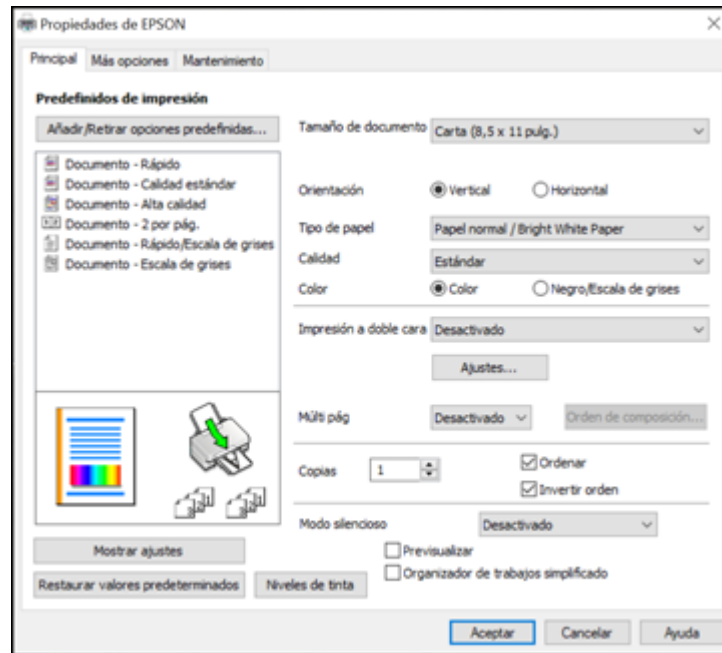 Propiedades de EPSON
Principal Más opciones Mantenimiento
Predefinidos de impresión
Añadir/Retirar opciones predefinidas...
Documento - Rápido
Documento - Calidad estándar
Documento - Alta calidad
Documento - 2 por pág.
Documento - Rápido/Escala de grises
Documento - Escala de grises
Mostrar ajustes
Restaurar valores predeterminados Niveles de tinta
Tamaño de documento Carta (8,5 x 11 pulg.)
Orientación Vertical Horizontal
Tipo de papel Papel normal / Bright White Paper
Calidad Estándar
Color Color Negro/Escala de grises
Impresión a doble cara Desactivado
Ajustes...
Múlti pág Desactivado Orden de composición...
Copias 1 Ordenar
Invertir orden
Modo silencioso Desactivado
Previsualizar
Organizador de trabajos simplificado
Aceptar Cancelar Ayuda